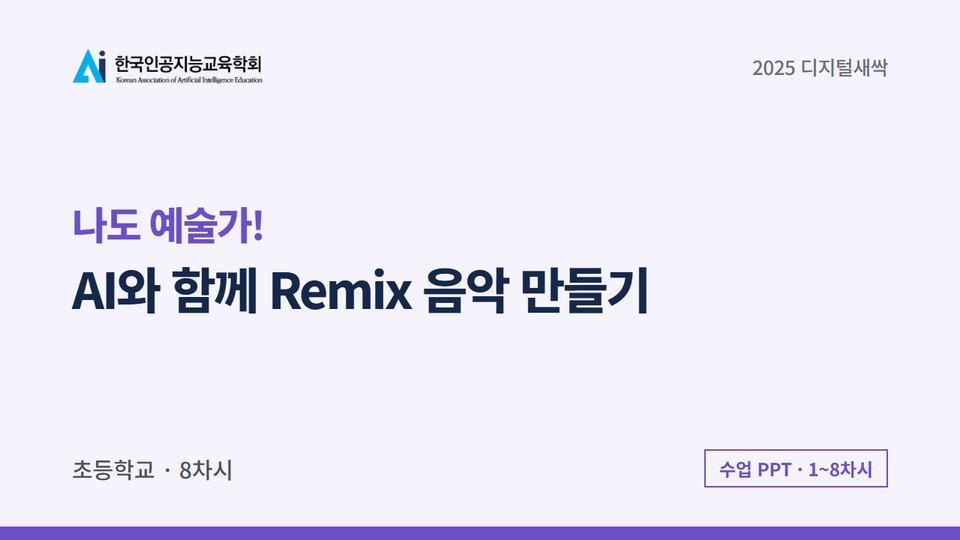 Ai 한국인공지능교육학회
Korean Association of Artificial Intelligence Education
2025 디지털새싹
나도 예술가!
AI와 함께 Remix 음악 만들기
초등학교 · 8차시
수업 PPT · 1~8차시